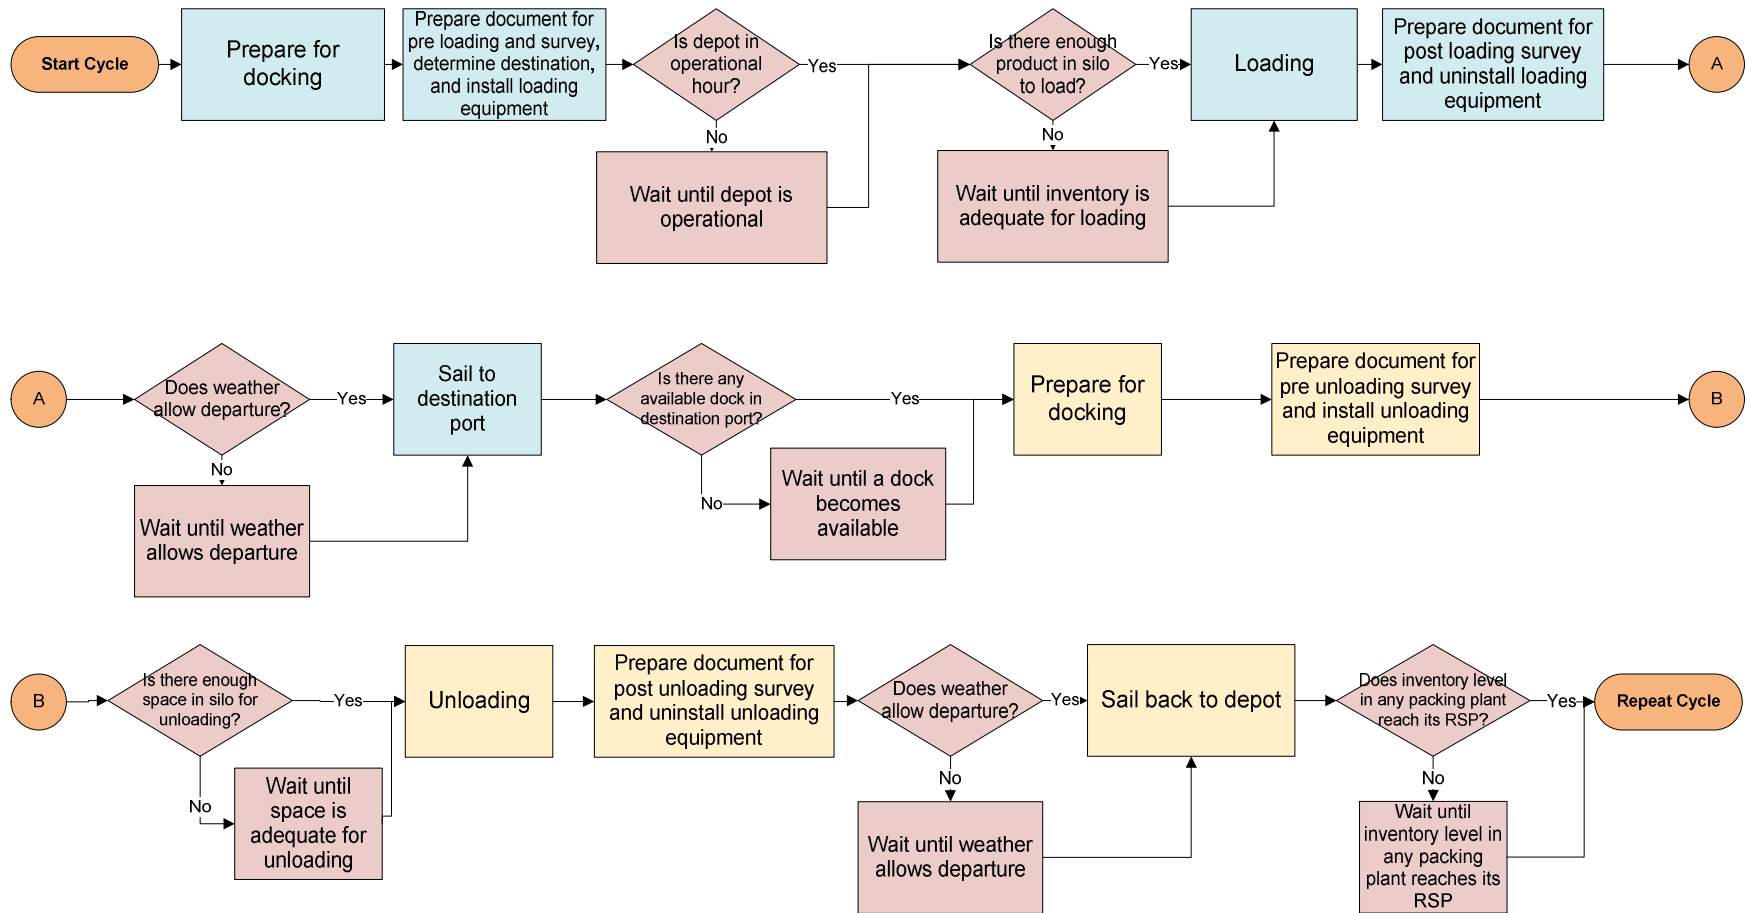 Start Cycle
Prepare for
docking
Prepare document for
pre loading and survey,
determine destination,
and install loading
equipment
Is depot in
operational
hour?
Yes
No
Wait until depot is
operational
Is there enough
product in silo
to load?
Yes
No
Wait until inventory is
adequate for loading
Loading
Prepare document for
post loading survey
and uninstall loading
equipment
A
A
Does weather
allow departure?
Yes
No
Wait until weather
allows departure
Sail to
destination
port
Is there any
available dock in
destination port?
Yes
No
Wait until a dock
becomes
available
Prepare for
docking
Prepare document for
pre unloading survey
and install unloading
equipment
B
B
Is there enough
space in silo for
unloading?
Yes
No
Wait until
space is
adequate for
unloading
Unloading
Prepare document for
post unloading survey
and uninstall unloading
equipment
Does weather
allow departure?
Yes
No
Wait until weather
allows departure
Sail back to depot
Does inventory level
in any packing plant
reach its RSP?
Yes
No
Wait until
inventory level in
any packing
plant reaches its
RSP
Repeat Cycle